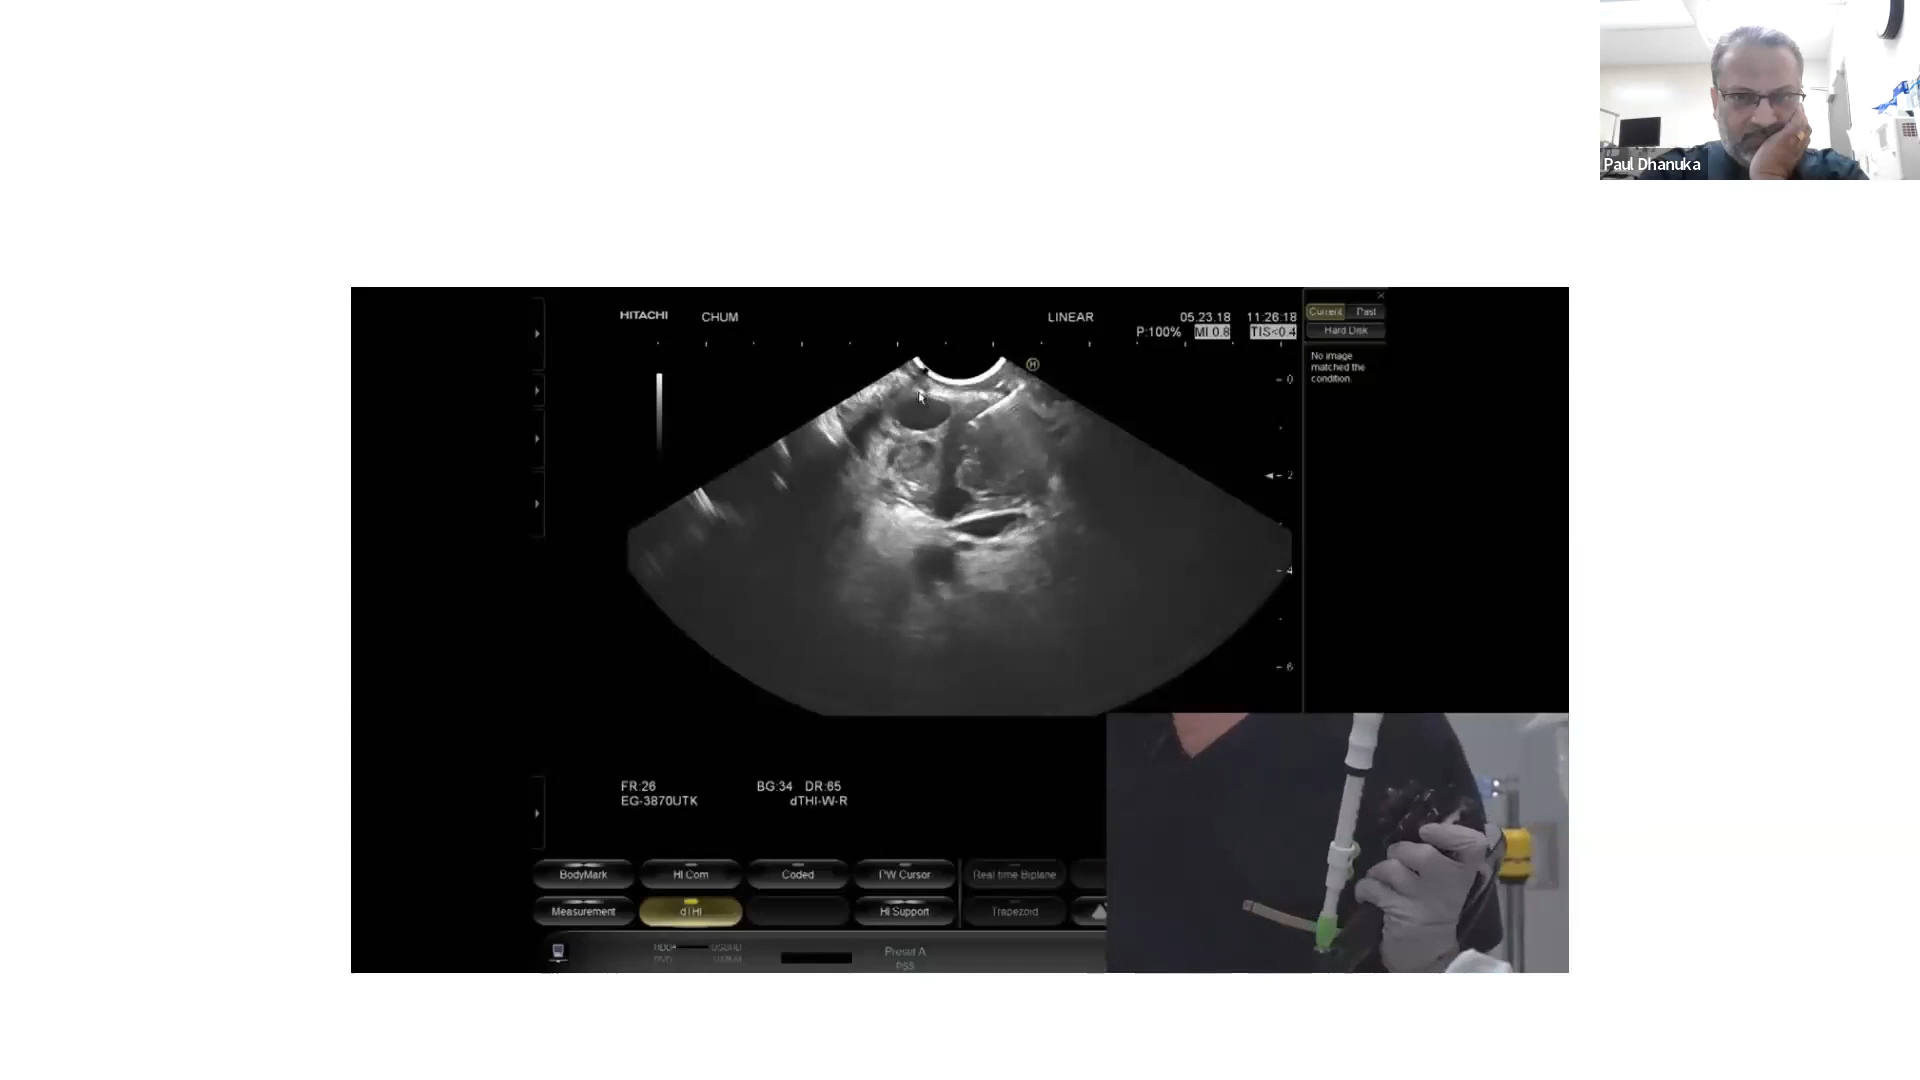 Paul Dhanuka
HITACHI CHUM LINEAR 05.23.18 11:26:18
P:100% MI 0.8 TIS<0.4
Current Past
Hard Disk
No image
matched the
condition.
H
0
2
4
6
FR:26 BG:34 DR:65
EG-3870UTK dTHI-W-R
BodyMark HI Com Coded PW Cursor Real time Biplane
Measurement dTHI HI Support Trapezoid
Preset A